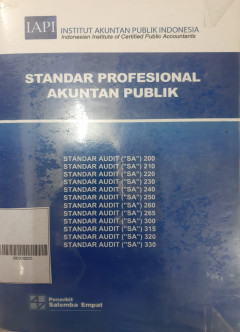 IAPI
INSTITUT AKUNTAN PUBLIK INDONESIA
Indonesian Institute of Certified Public Accountants
STANDAR PROFESIONAL
AKUNTAN PUBLIK
STANDAR AUDIT ("SA") 200
STANDAR AUDIT ("SA") 210
STANDAR AUDIT ("SA") 220
STANDAR AUDIT ("SA") 230
STANDAR AUDIT ("SA") 240
STANDAR AUDIT ("SA") 250
STANDAR AUDIT ("SA") 260
STANDAR AUDIT ("SA") 265
STANDAR AUDIT ("SA") 300
STANDAR AUDIT ("SA") 315
STANDAR AUDIT ("SA") 320
STANDAR AUDIT ("SA") 330
Penerbit
Salemba Empat